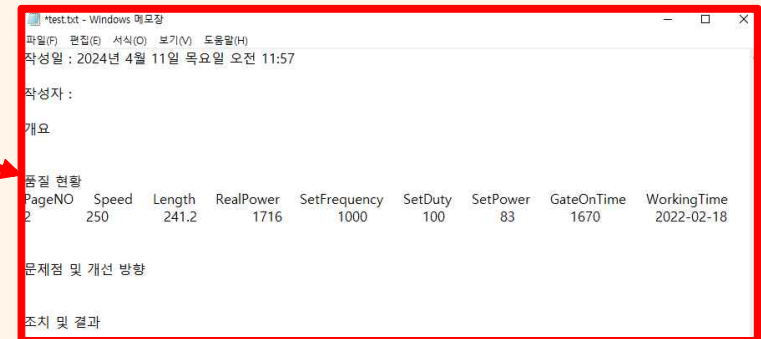 *test.txt - Windows 메모장
파일(F) 편집(E) 서식(O) 보기(V) 도움말(H)
작성일 : 2024년 4월 11일 목요일 오전 11:57
작성자 :
개요
품질 현황
PageNO Speed Length RealPower SetFrequency SetDuty SetPower GateOnTime WorkingTime
2 250 241.2 1716 1000 100 83 1670 2022-02-18
문제점 및 개선 방향
조치 및 결과